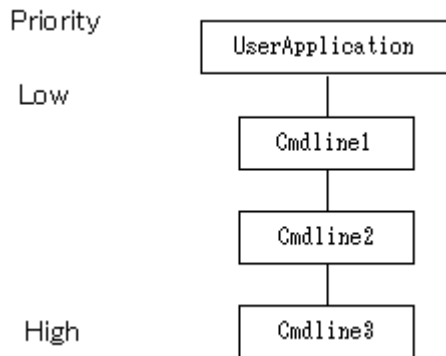 Priority
UserApplication
Low
Cmdline1
Cmdline2
High
Cmdline3